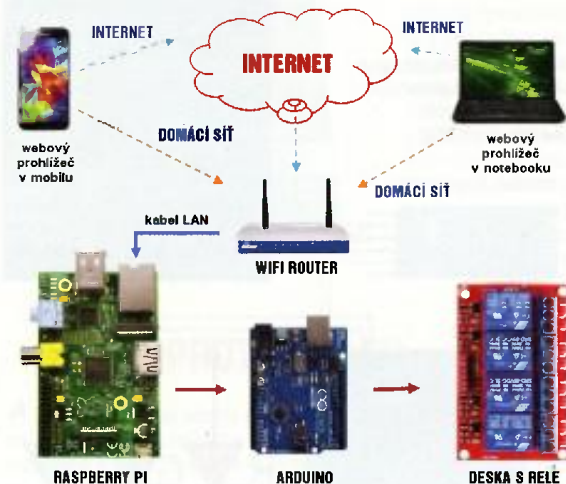 INTERNET
INTERNET
INTERNET
webový
prohlížeč
v mobilu
DOMÁCÍ SÍŤ
webový
prohlížeč
v notebooku
DOMÁCÍ SÍŤ
kabel LAN
WIFI ROUTER
RASPBERRY PI
ARDUINO
DESKA S RELE